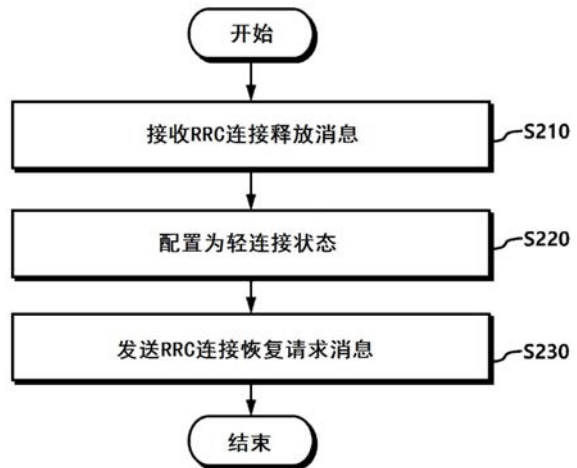 开始
接收RRC连接释放消息
S210
配置为轻连接状态
S220
发送RRC连接恢复请求消息
S230
结束